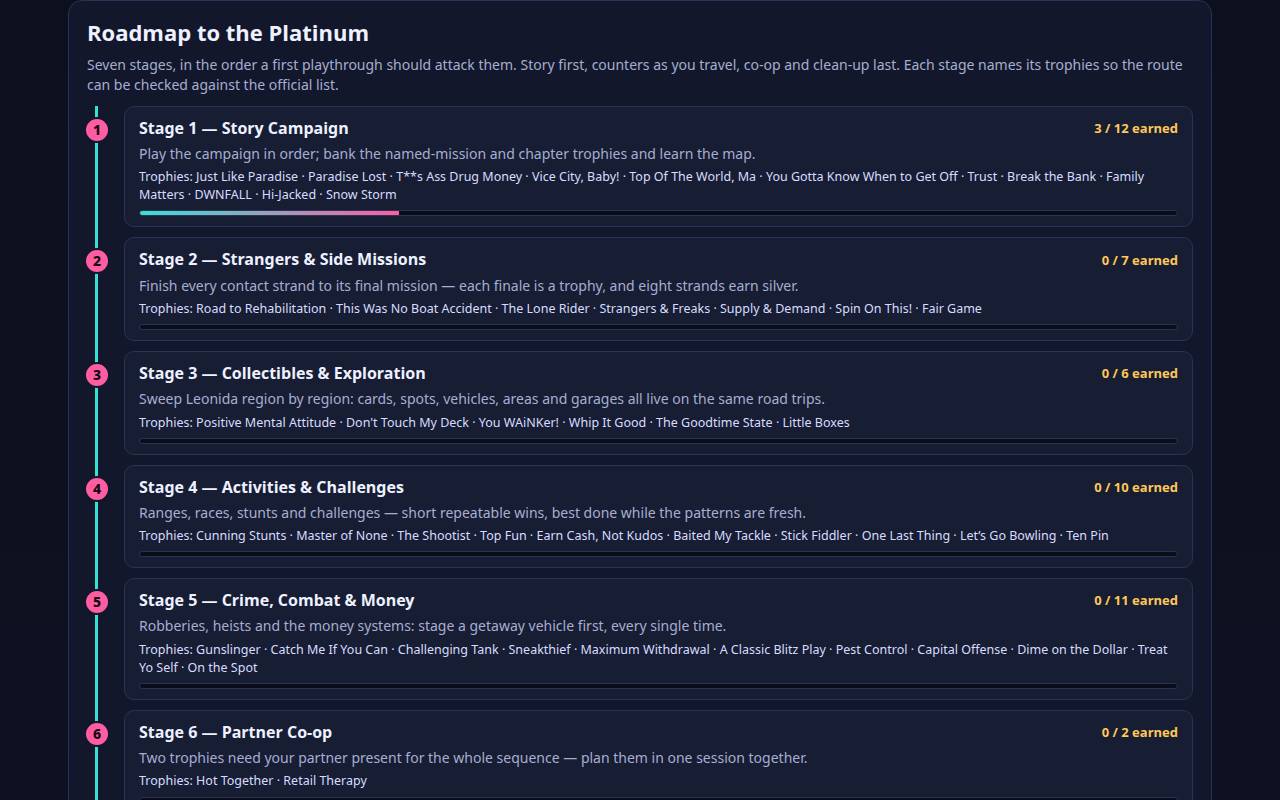 Roadmap to the Platinum
Seven stages, in the order a first playthrough should attack them. Story first, counters as you travel, co-op and clean-up last. Each stage names its trophies so the route
can be checked against the official list.
1
Stage 1 — Story Campaign
3 / 12 earned
Play the campaign in order; bank the named-mission and chapter trophies and learn the map.
Trophies: Just Like Paradise · Paradise Lost · T**s Ass Drug Money · Vice City, Baby! · Top Of The World, Ma · You Gotta Know When to Get Off · Trust · Break the Bank · Family
Matters · DWNFALL · Hi-Jacked · Snow Storm
2
Stage 2 — Strangers & Side Missions
0 / 7 earned
Finish every contact strand to its final mission — each finale is a trophy, and eight strands earn silver.
Trophies: Road to Rehabilitation · This Was No Boat Accident · The Lone Rider · Strangers & Freaks · Supply & Demand · Spin On This! · Fair Game
3
Stage 3 — Collectibles & Exploration
0 / 6 earned
Sweep Leonida region by region: cards, spots, vehicles, areas and garages all live on the same road trips.
Trophies: Positive Mental Attitude · Don't Touch My Deck · You WAiNKer! · Whip It Good · The Goodtime State · Little Boxes
4
Stage 4 — Activities & Challenges
0 / 10 earned
Ranges, races, stunts and challenges — short repeatable wins, best done while the patterns are fresh.
Trophies: Cunning Stunts · Master of None · The Shootist · Top Fun · Earn Cash, Not Kudos · Baited My Tackle · Stick Fiddler · One Last Thing · Let’s Go Bowling · Ten Pin
5
Stage 5 — Crime, Combat & Money
0 / 11 earned
Robberies, heists and the money systems: stage a getaway vehicle first, every single time.
Trophies: Gunslinger · Catch Me If You Can · Challenging Tank · Sneakthief · Maximum Withdrawal · A Classic Blitz Play · Pest Control · Capital Offense · Dime on the Dollar · Treat
Yo Self · On the Spot
6
Stage 6 — Partner Co-op
0 / 2 earned
Two trophies need your partner present for the whole sequence — plan them in one session together.
Trophies: Hot Together · Retail Therapy